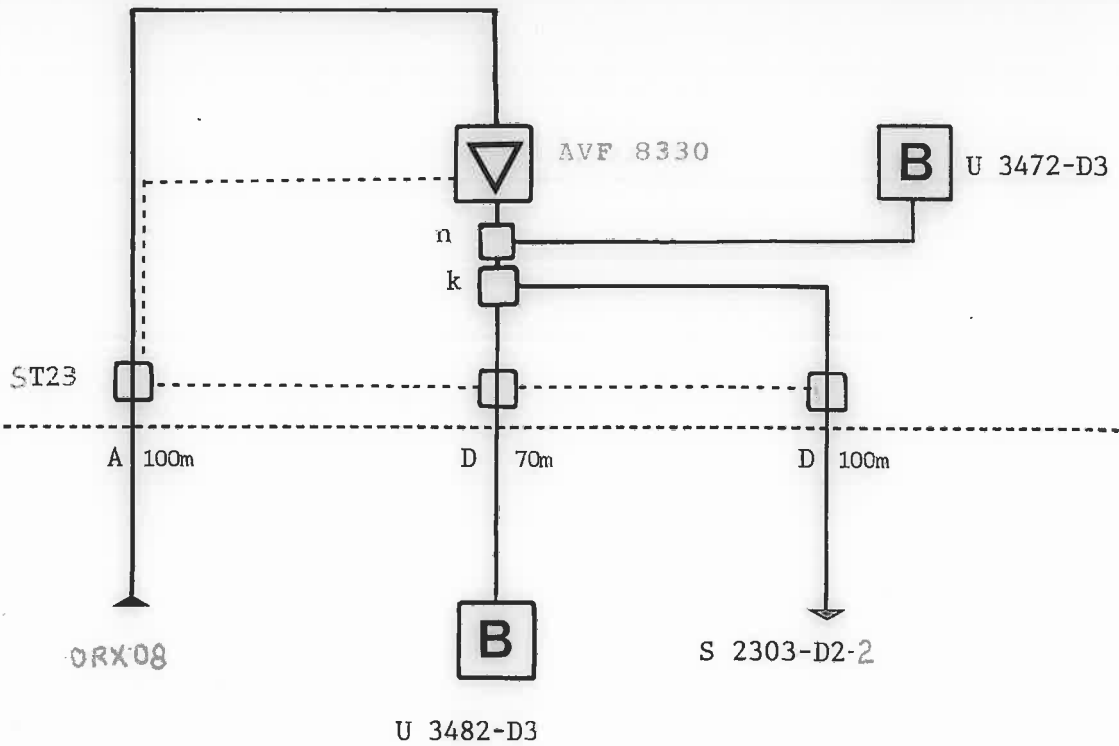 AVF 8330
B
U 3472-D3
n
k
ST23
A 100m
D 70m
D 100m
ORX08
B
S 2303-D2-2
U 3482-D3